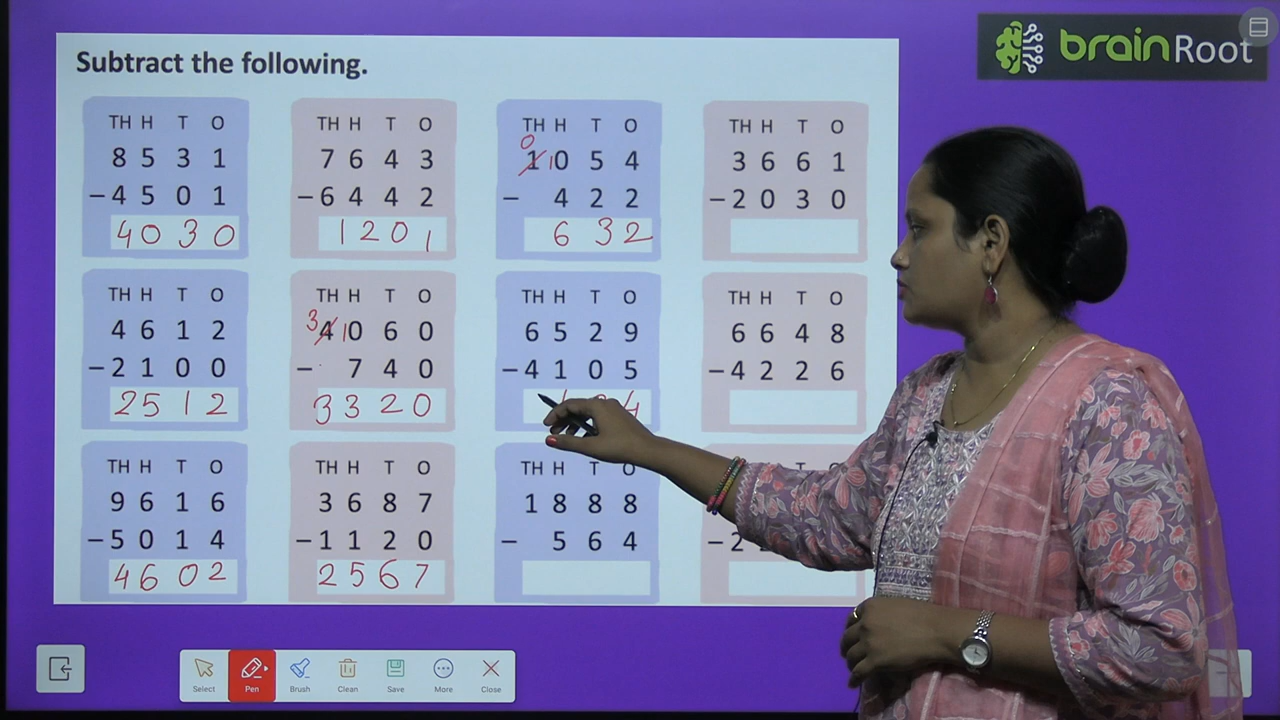 brainRoot
Subtract the following.
TH H T O
8 5 3 1
−4 5 0 1
4 0 3 0
TH H T O
7 6 4 3
−6 4 4 2
1 2 0 1
TH H T O
0
1 10 5 4
− 4 2 2
6 3 2
TH H T O
3 6 6 1
−2 0 3 0
TH H T O
4 6 1 2
−2 1 0 0
2 5 1 2
TH H T O
3 4 10 6 0
− 7 4 0
3 3 2 0
TH H T O
6 5 2 9
−4 1 0 5
4
TH H T O
6 6 4 8
−4 2 2 6
TH H T O
9 6 1 6
−5 0 1 4
4 6 0 2
TH H T O
3 6 8 7
−1 1 2 0
2 5 6 7
TH H T O
1 8 8 8
− 5 6 4
−2
Select Pen Brush Clean Save More Close